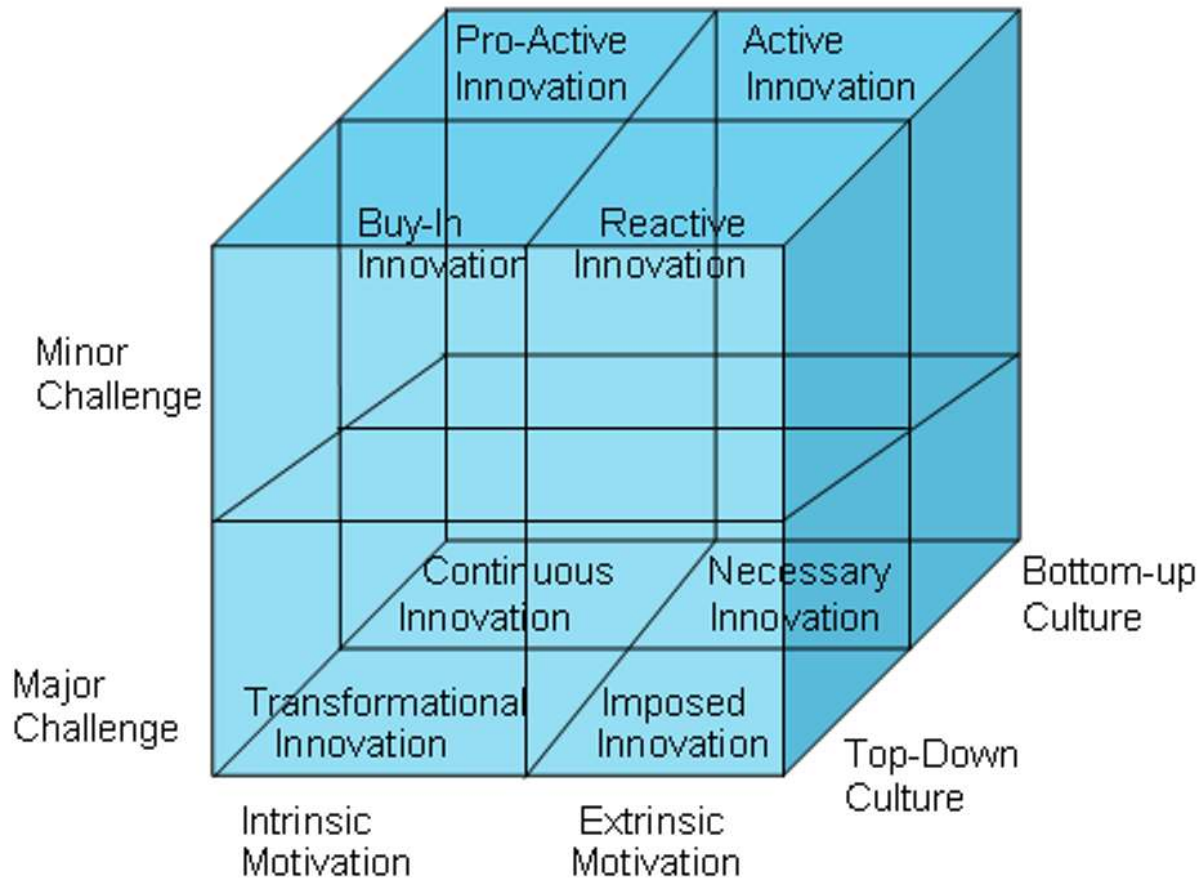 Pro-Active
Innovation
Active
Innovation
Buy-In
Innovation
Reactive
Innovation
Minor
Challenge
Continuous
Innovation
Necessary
Innovation
Bottom-up
Culture
Major
Challenge
Transformational
Innovation
Imposed
Innovation
Top-Down
Culture
Intrinsic
Motivation
Extrinsic
Motivation